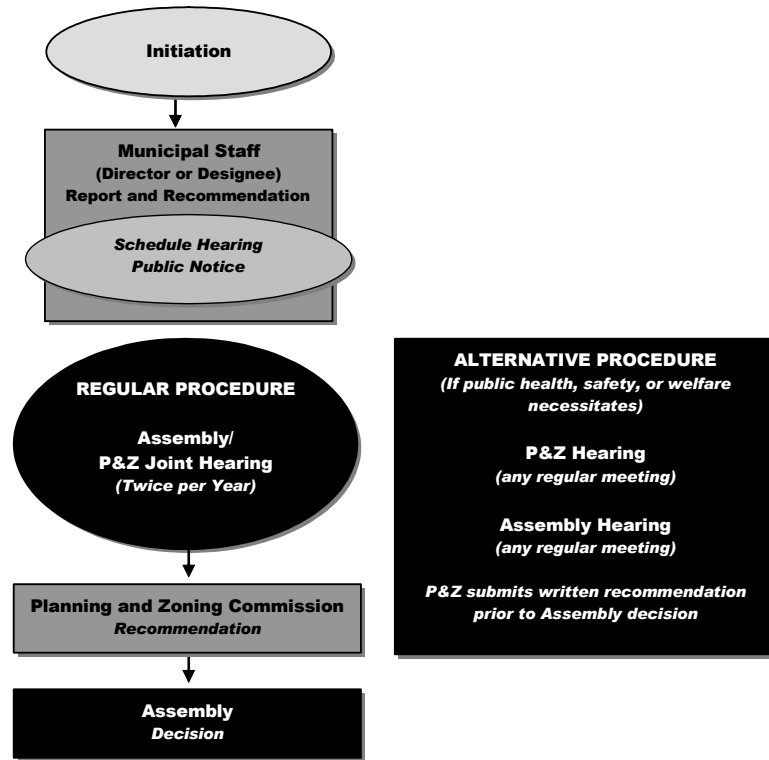 Initiation
Municipal Staff
(Director or Designee)
Report and Recommendation
Schedule Hearing
Public Notice
REGULAR PROCEDURE
Assembly/
P&Z Joint Hearing
(Twice per Year)
Planning and Zoning Commission
Recommendation
Assembly
Decision
ALTERNATIVE PROCEDURE
(If public health, safety, or welfare
necessitates)
P&Z Hearing
(any regular meeting)
Assembly Hearing
(any regular meeting)
P&Z submits written recommendation
prior to Assembly decision